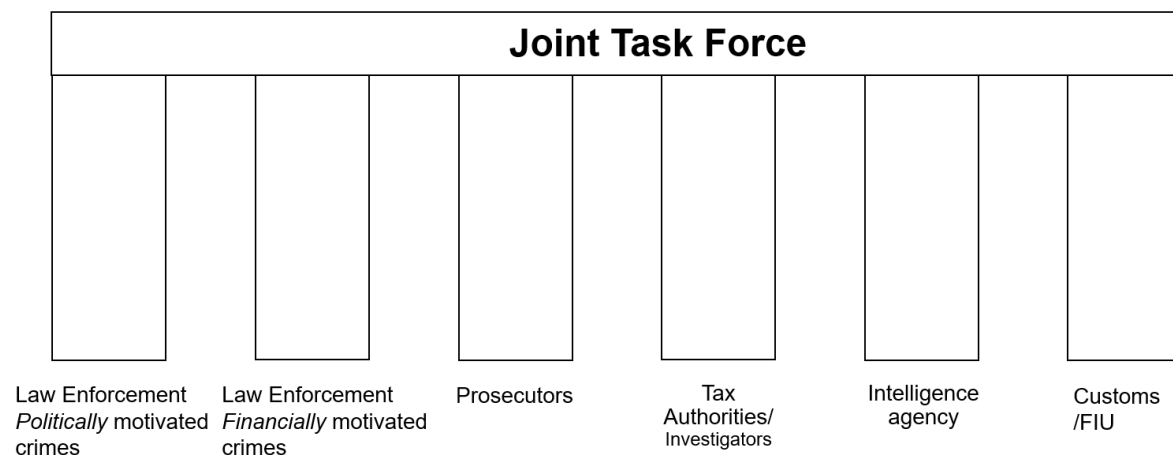 Joint Task Force
Law Enforcement
Politically motivated
crimes
Law Enforcement
Financially motivated
crimes
Prosecutors
Tax
Authorities/
Investigators
Intelligence
agency
Customs
/FIU